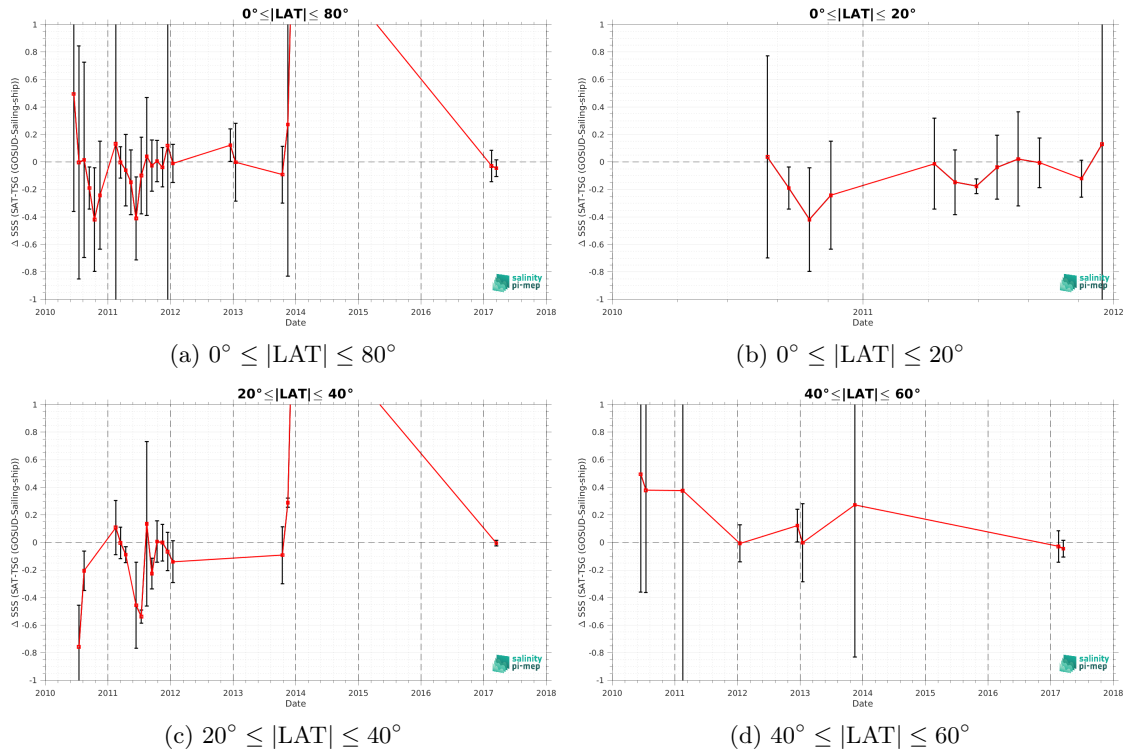 0°≤|LAT|≤ 80°
Δ SSS (SAT-TSG (GOSUD-Sailing-ship))
1
0.8
0.6
0.4
0.2
0
-0.2
-0.4
-0.6
-0.8
-1
salinity
pi-mep
2010 2011 2012 2013 2014 2015 2016 2017 2018
Date
(a) 0° ≤ |LAT| ≤ 80°
0°≤|LAT|≤ 20°
Δ SSS (SAT-TSG (GOSUD-Sailing-ship))
1
0.8
0.6
0.4
0.2
0
-0.2
-0.4
-0.6
-0.8
-1
salinity
pi-mep
2010 2011 2012
Date
(b) 0° ≤ |LAT| ≤ 20°
20°≤|LAT|≤ 40°
Δ SSS (SAT-TSG (GOSUD-Sailing-ship))
1
0.8
0.6
0.4
0.2
0
-0.2
-0.4
-0.6
-0.8
-1
salinity
pi-mep
2010 2011 2012 2013 2014 2015 2016 2017 2018
Date
(c) 20° ≤ |LAT| ≤ 40°
40°≤|LAT|≤ 60°
Δ SSS (SAT-TSG (GOSUD-Sailing-ship))
1
0.8
0.6
0.4
0.2
0
-0.2
-0.4
-0.6
-0.8
-1
salinity
pi-mep
2010 2011 2012 2013 2014 2015 2016 2017 2018
Date
(d) 40° ≤ |LAT| ≤ 60°